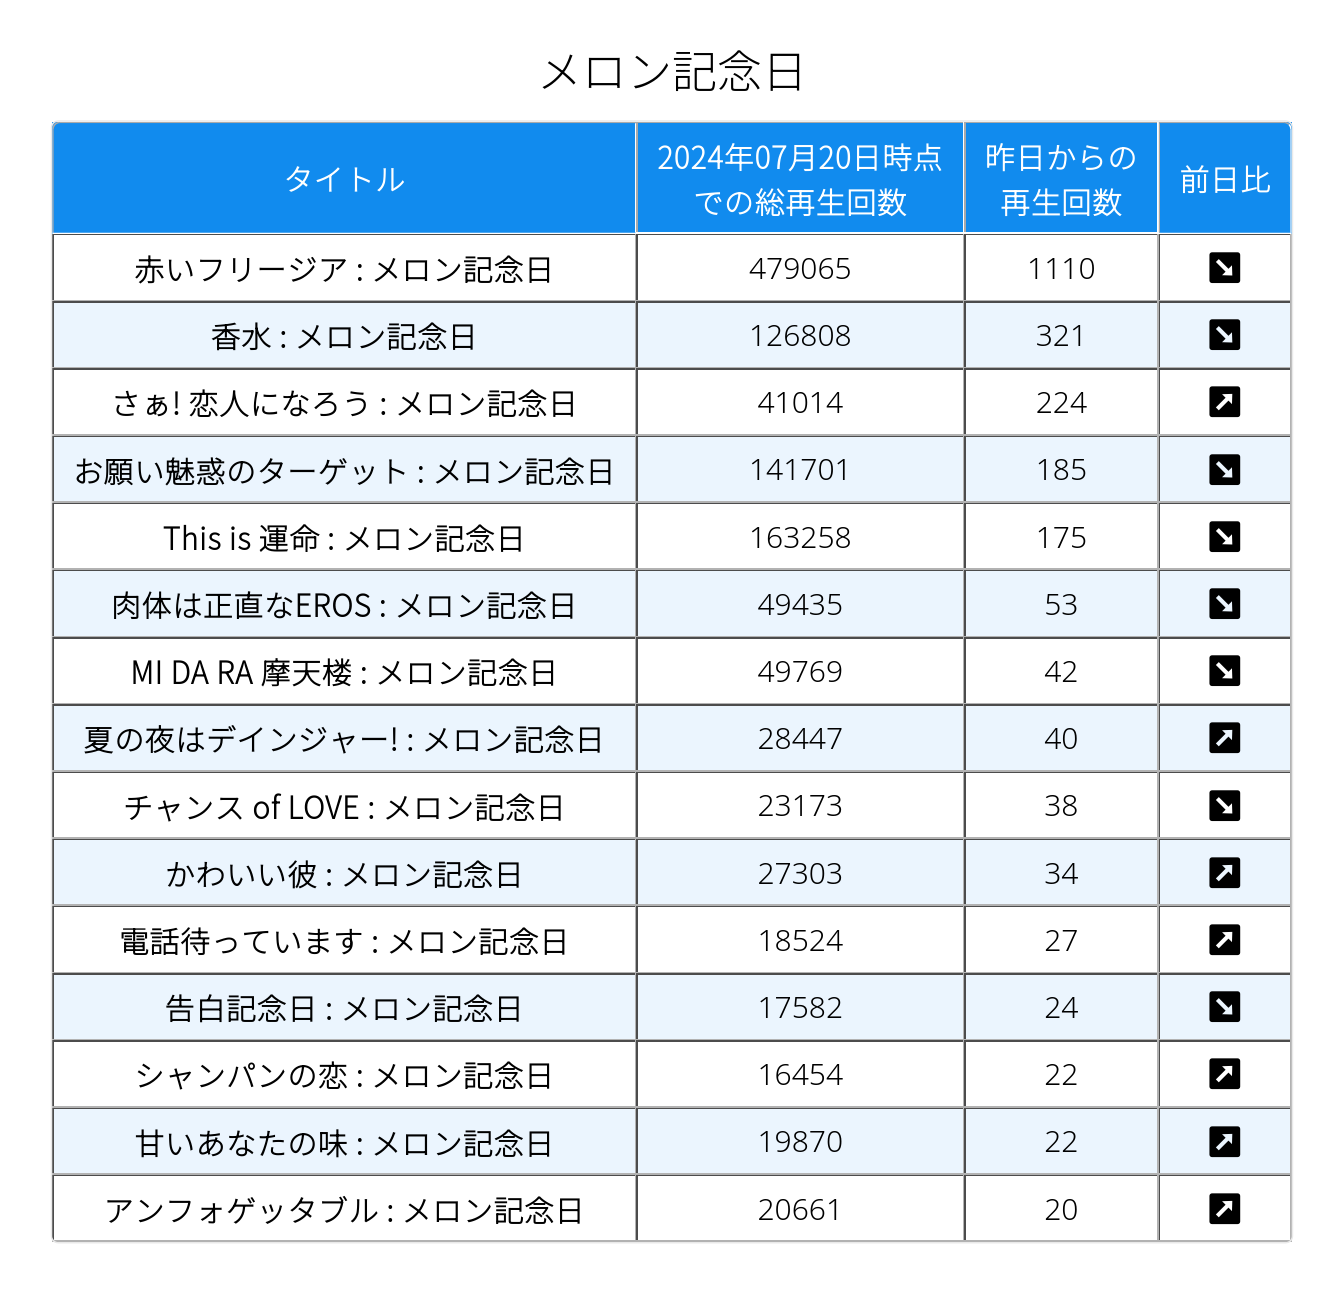 メロン記念日
タイトル 2024年07月20日時点での総再生回数 昨日からの再生回数 前日比
赤いフリージア : メロン記念日 479065 1110 ↘
香水 : メロン記念日 126808 321 ↘
さぁ! 恋人になろう : メロン記念日 41014 224 ↗
お願い魅惑のターゲット : メロン記念日 141701 185 ↘
This is 運命 : メロン記念日 163258 175 ↘
肉体は正直なEROS : メロン記念日 49435 53 ↘
MI DA RA 摩天楼 : メロン記念日 49769 42 ↘
夏の夜はデインジャー! : メロン記念日 28447 40 ↗
チャンス of LOVE : メロン記念日 23173 38 ↘
かわいい彼 : メロン記念日 27303 34 ↗
電話待っています : メロン記念日 18524 27 ↗
告白記念日 : メロン記念日 17582 24 ↘
シャンパンの恋 : メロン記念日 16454 22 ↗
甘いあなたの味 : メロン記念日 19870 22 ↗
アンフォゲッタブル : メロン記念日 20661 20 ↗